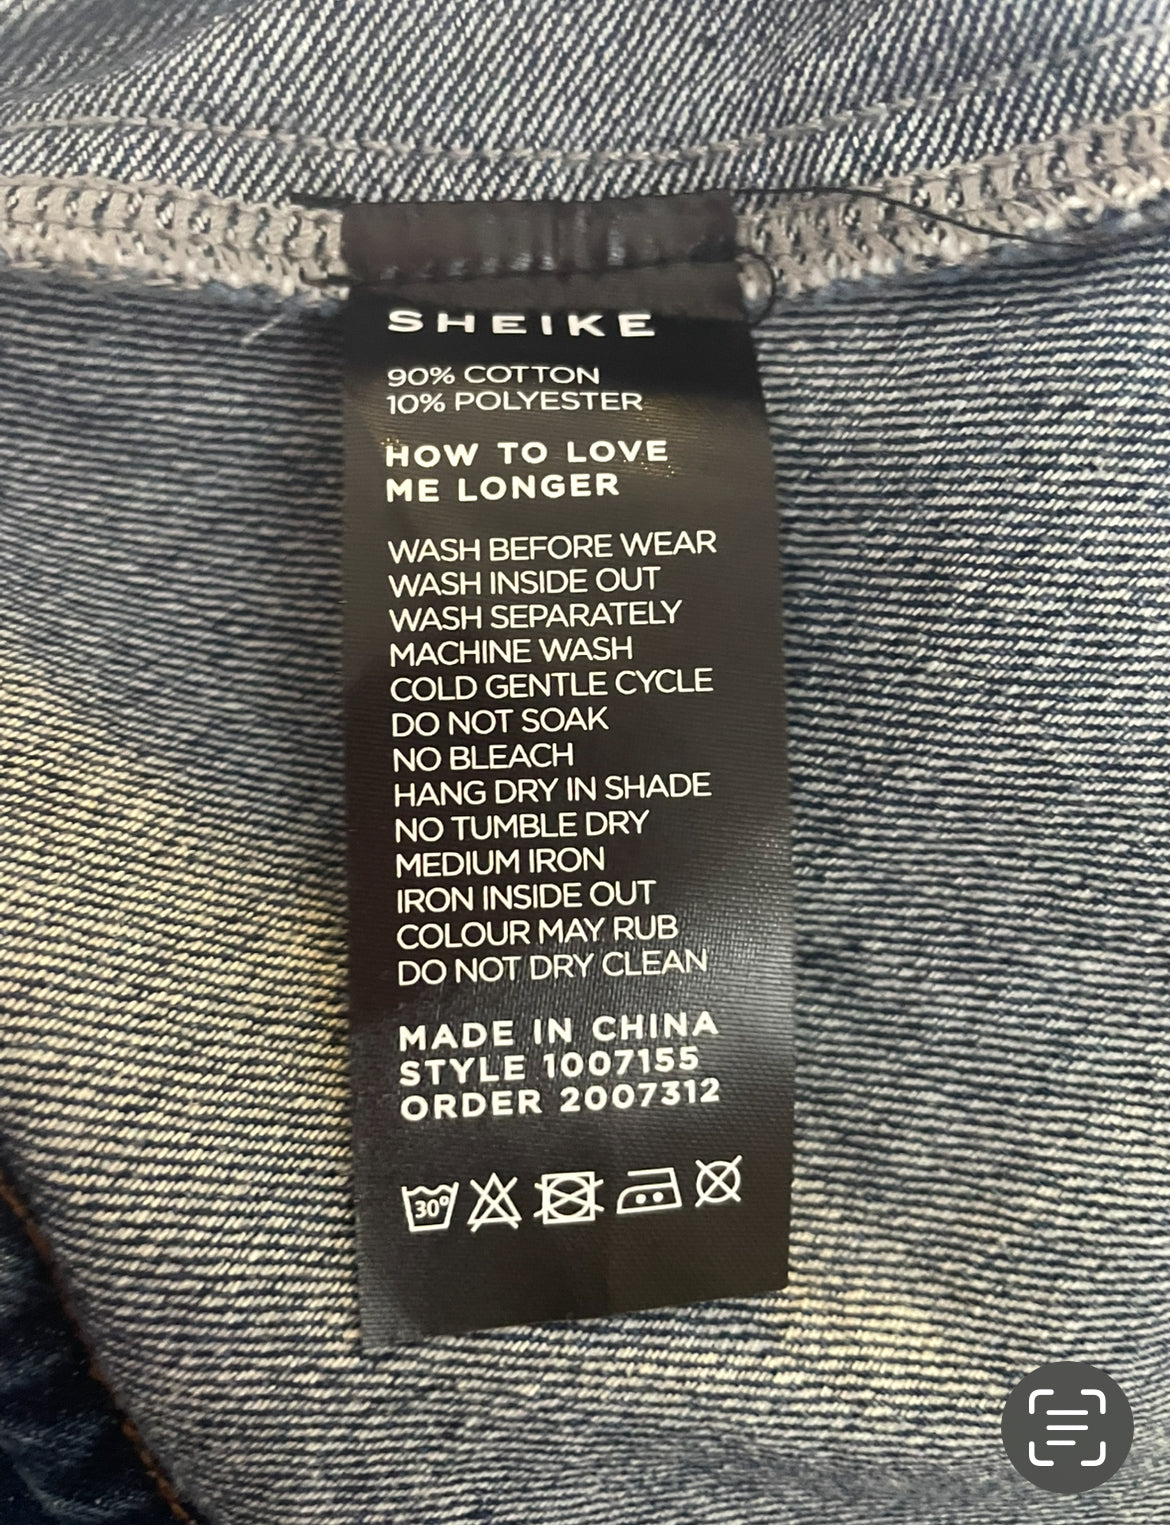 SHEIKE
90% COTTON
10% POLYESTER
HOW TO LOVE
ME LONGER
WASH BEFORE WEAR
WASH INSIDE OUT
WASH SEPARATELY
MACHINE WASH
COLD GENTLE CYCLE
DO NOT SOAK
NO BLEACH
HANG DRY IN SHADE
NO TUMBLE DRY
MEDIUM IRON
IRON INSIDE OUT
COLOUR MAY RUB
DO NOT DRY CLEAN
MADE IN CHINA
STYLE 1007155
ORDER 2007312
30°